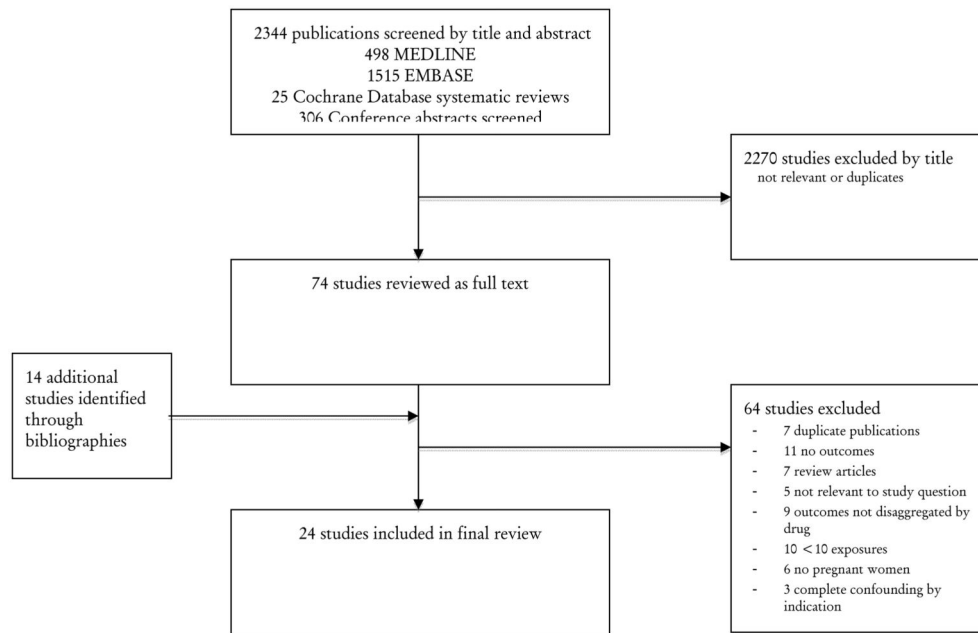 2344 publications screened by title and abstract
498 MEDLINE
1515 EMBASE
25 Cochrane Database systematic reviews
306 Conference abstracts screened
2270 studies excluded by title
not relevant or duplicates
74 studies reviewed as full text
14 additional
studies identified
through
bibliographies
64 studies excluded
- 7 duplicate publications
- 11 no outcomes
- 7 review articles
- 5 not relevant to study question
- 9 outcomes not disaggregated by
drug
- 10 <10 exposures
- 6 no pregnant women
- 3 complete confounding by
indication
24 studies included in final review